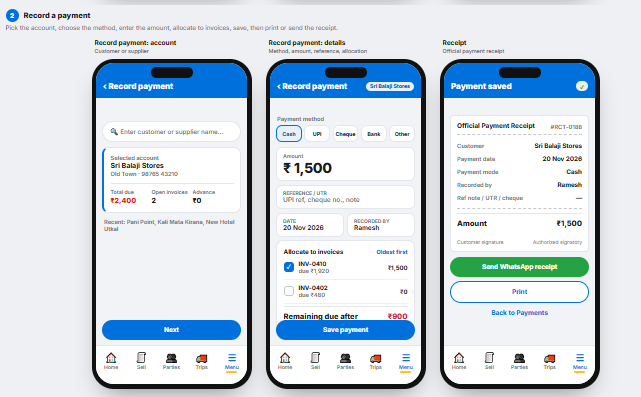 2 Record a payment
Pick the account, choose the method, enter the amount, allocate to invoices, save, then print or send the receipt.
Record payment: account
Customer or supplier
‹ Record payment
Enter customer or supplier name...
Selected account
Sri Balaji Stores
Old Town · 98765 43210
Total due Open invoices Advance
₹2,400 2 ₹0
Recent: Pani Point, Kali Mata Kirana, New Hotel
Utkal
Next
Home Sell Parties Trips Menu
Record payment: details
Method, amount, reference, allocation
‹ Record payment Sri Balaji Stores
Payment method
Cash UPI Cheque Bank Other
Amount
₹ 1,500
REFERENCE / UTR
UPI ref, cheque no., note
DATE RECORDED BY
20 Nov 2026 Ramesh
Allocate to invoices Oldest first
INV-0410 ₹1,500
due ₹1,920
INV-0402 ₹0
due ₹480
Remaining due after ₹900
Save payment
Home Sell Parties Trips Menu
Receipt
Official payment receipt
Payment saved ✓
Official Payment Receipt #RCT-0188
Customer Sri Balaji Stores
Payment date 20 Nov 2026
Payment mode Cash
Recorded by Ramesh
Ref note / UTR / cheque —
Amount ₹1,500
Customer signature Authorized signatory
Send WhatsApp receipt
Print
Back to Payments
Home Sell Parties Trips Menu